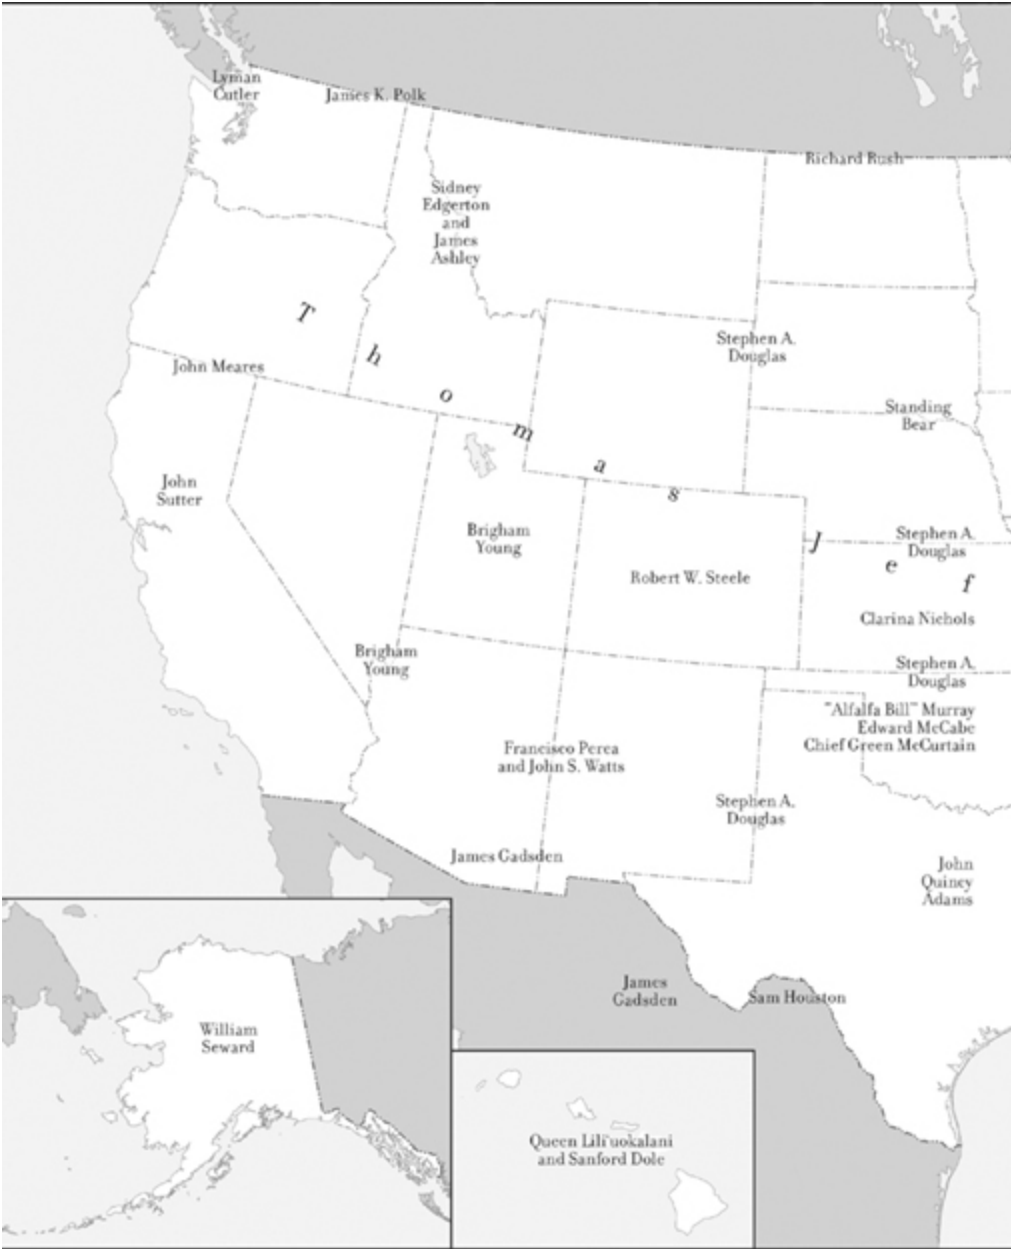 Lyman
Cutler
James K. Polk
Richard Rush
Sidney
Edgerton
and
James
Ashley
T h o m a s J e f
Stephen A.
Douglas
John Meares
Standing
Bear
John
Sutter
Brigham
Young
Stephen A.
Douglas
Robert W. Steele
Clarina Nichols
Brigham
Young
Stephen A.
Douglas
"Alfalfa Bill" Murray
Edward McCabe
Chief Green McCurtain
Francisco Perea
and John S. Watts
Stephen A.
Douglas
James Gadsden
John
Quincy
Adams
James
Gadsden
Sam Houston
William
Seward
Queen Lili'uokalani
and Sanford Dole